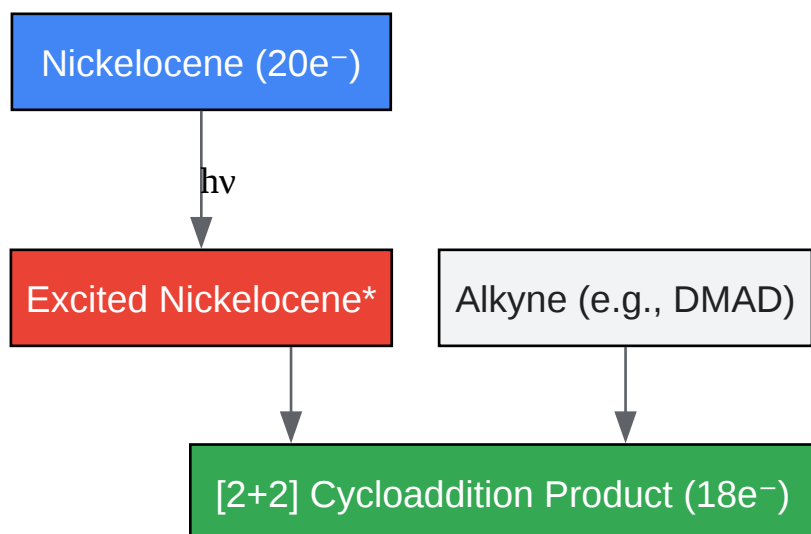 Nickelocene (20e⁻)
hν
Excited Nickelocene*
Alkyne (e.g., DMAD)
[2+2] Cycloaddition Product (18e⁻)